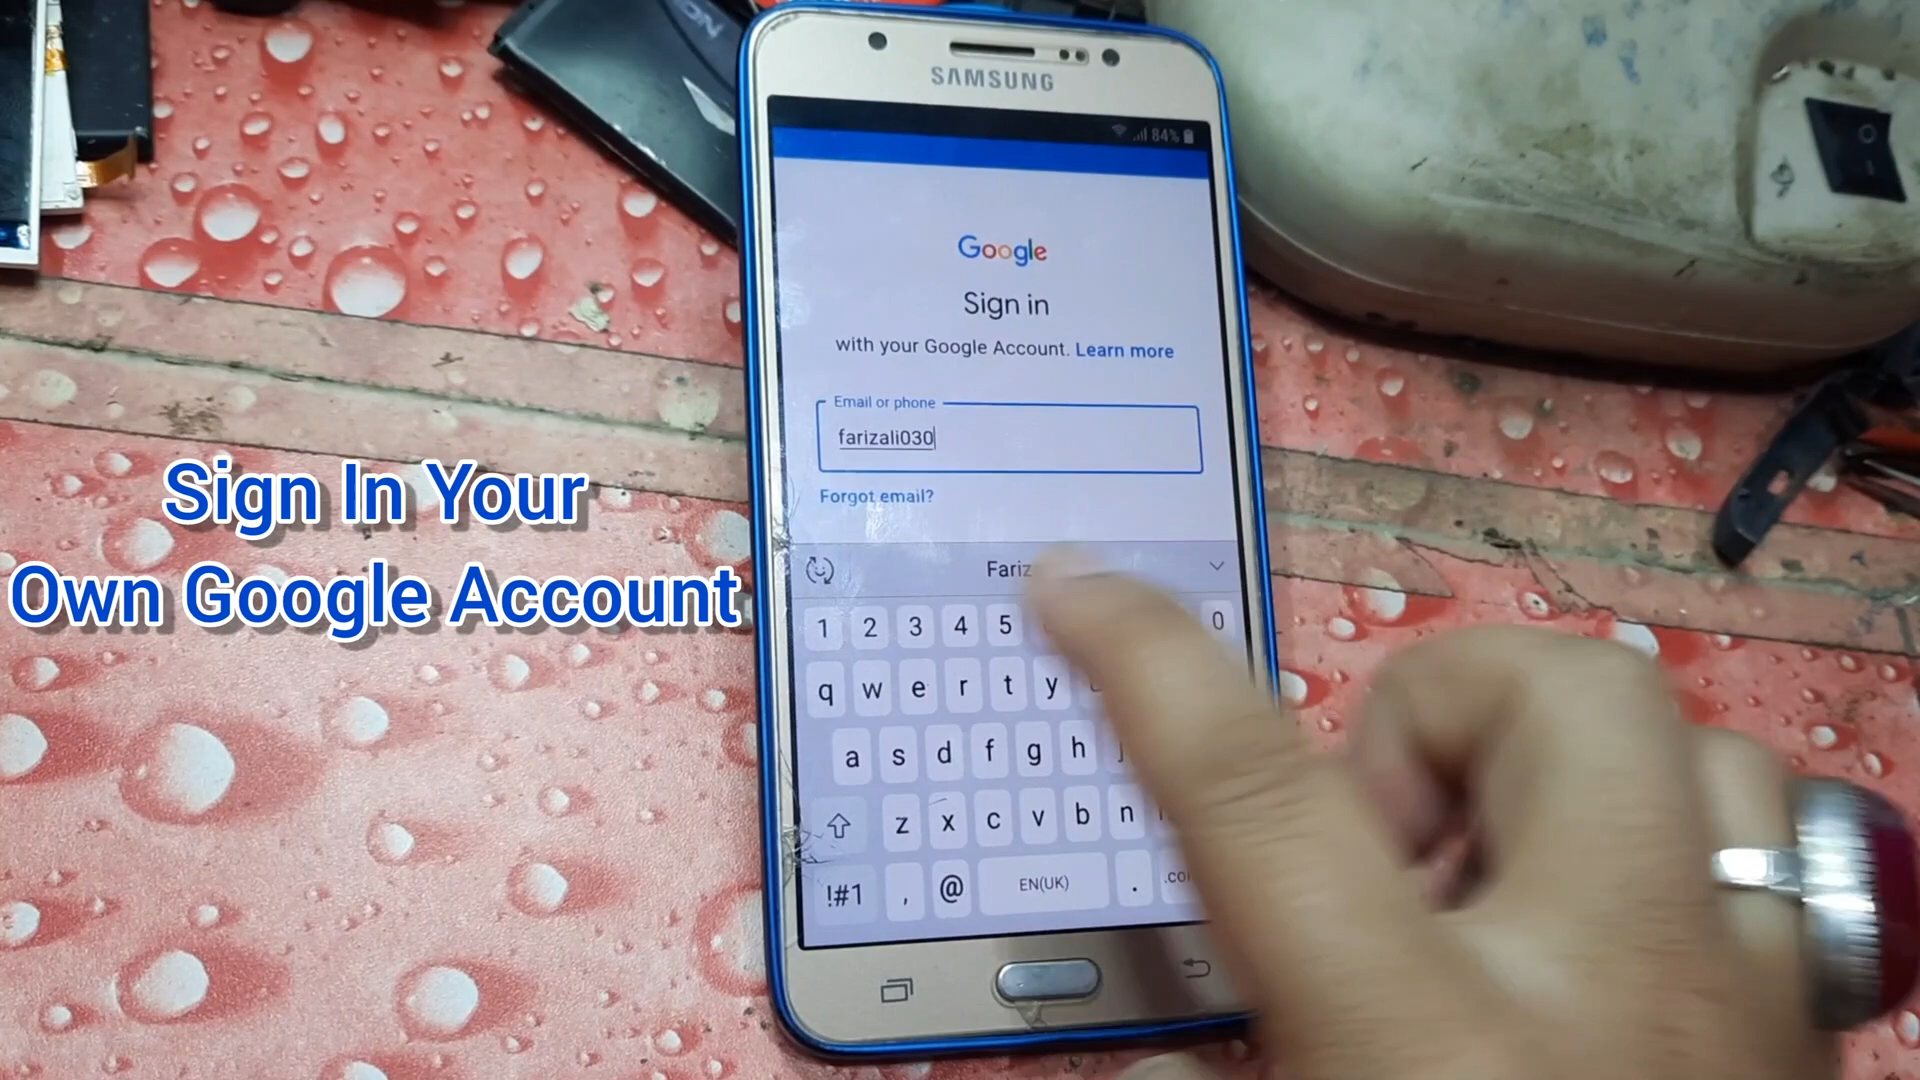 SAMSUNG
84%
Google
Sign in
with your Google Account. Learn more
Email or phone
farizali030
Forgot email?
Sign In Your
Own Google Account
1 2 3 4 5 0
q w e r t y
a s d f g h j
z x c v b n
!#1 , @ EN(UK) .